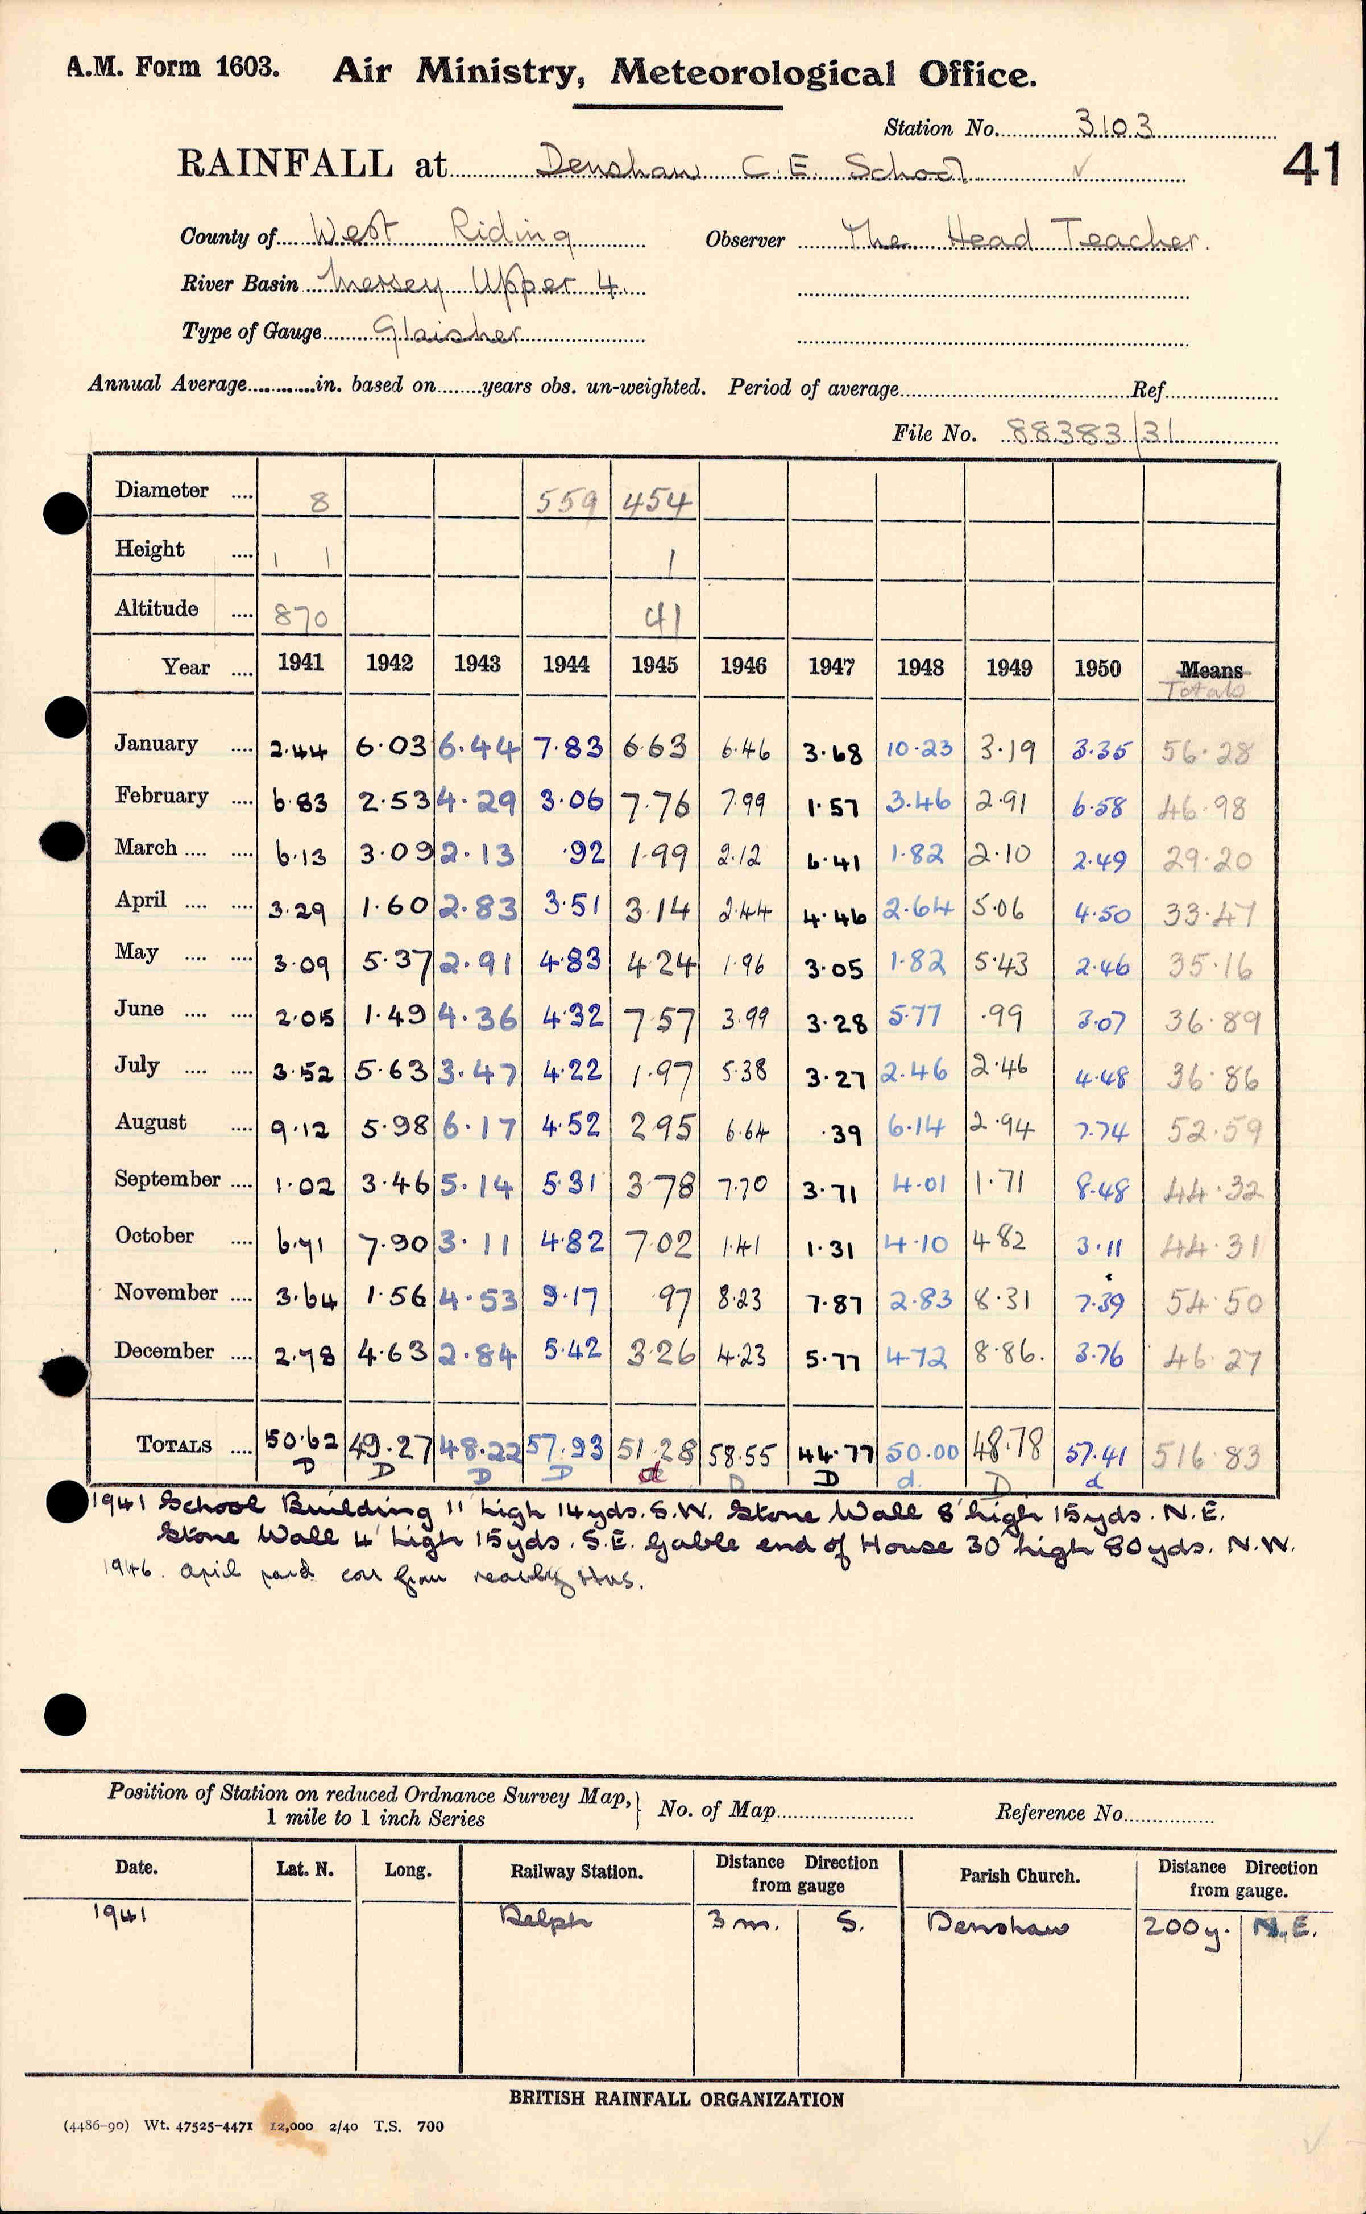 A.M. Form 1603. Air Ministry, Meteorological Office.
Station No. 3103
41
RAINFALL at Denshaw C.E. School ✓
County of West Riding Observer The Head Teacher.
River Basin Mersey Upper 4.
Type of Gauge Glaisher
Annual Average............in. based on.......years obs. un-weighted. Period of average.................... Ref.............
File No. 88383/31
Diameter .... 8 559 454
Height .... 1 1 1
Altitude .... 870 41
Year .... 1941 1942 1943 1944 1945 1946 1947 1948 1949 1950 Means
Totals
January .... 2.44 6.03 6.44 7.83 6.63 6.46 3.68 10.23 3.19 3.35 56.28
February .... 6.83 2.53 4.29 3.06 7.76 7.99 1.57 3.46 2.91 6.58 46.98
March .... .... 6.13 3.09 2.13 .92 1.99 2.12 6.41 1.82 2.10 2.49 29.20
April .... .... 3.29 1.60 2.83 3.51 3.14 2.44 4.46 2.64 5.06 4.50 33.47
May .... .... 3.09 5.37 2.91 4.83 4.24 1.96 3.05 1.82 5.43 2.46 35.16
June .... .... 2.05 1.49 4.36 4.32 7.57 3.99 3.28 5.77 .99 3.07 36.89
July .... .... 3.52 5.63 3.47 4.22 1.97 5.38 3.27 2.46 2.46 4.48 36.86
August .... 9.12 5.98 6.17 4.52 2.95 6.64 .39 6.14 2.94 7.74 52.59
September .... 1.02 3.46 5.14 5.31 3.78 7.70 3.71 4.01 1.71 8.48 44.32
October .... 6.71 7.90 3.11 4.82 7.02 1.41 1.31 4.10 4.82 3.11 44.31
November .... 3.64 1.56 4.53 9.17 .97 8.23 7.87 2.83 8.31 7.39 54.50
December .... 2.78 4.63 2.84 5.42 3.26 4.23 5.77 4.72 8.86. 3.76 46.27
TOTALS .... 50.62 49.27 48.22 57.93 51.28 58.55 44.77 50.00 48.78 57.41 516.83
D D D D d D D d. D d
1941 School Building 11' high 14yds. S.W. Stone Wall 8' high 15yds. N.E.
Stone Wall 4' high 15yds. S.E. Gable end of House 30' high 80yds. N.W.
1946. April from nearby
Position of Station on reduced Ordnance Survey Map,
1 mile to 1 inch Series } No. of Map.................... Reference No.................
Date. Lat. N. Long. Railway Station. Distance Direction from gauge Parish Church. Distance Direction from gauge.
1941 Delph 3 m. S. Denshaw 200y. N.E.
BRITISH RAINFALL ORGANIZATION
(4486-90) Wt. 47525-4471 12,000 2/40 T.S. 700
✓